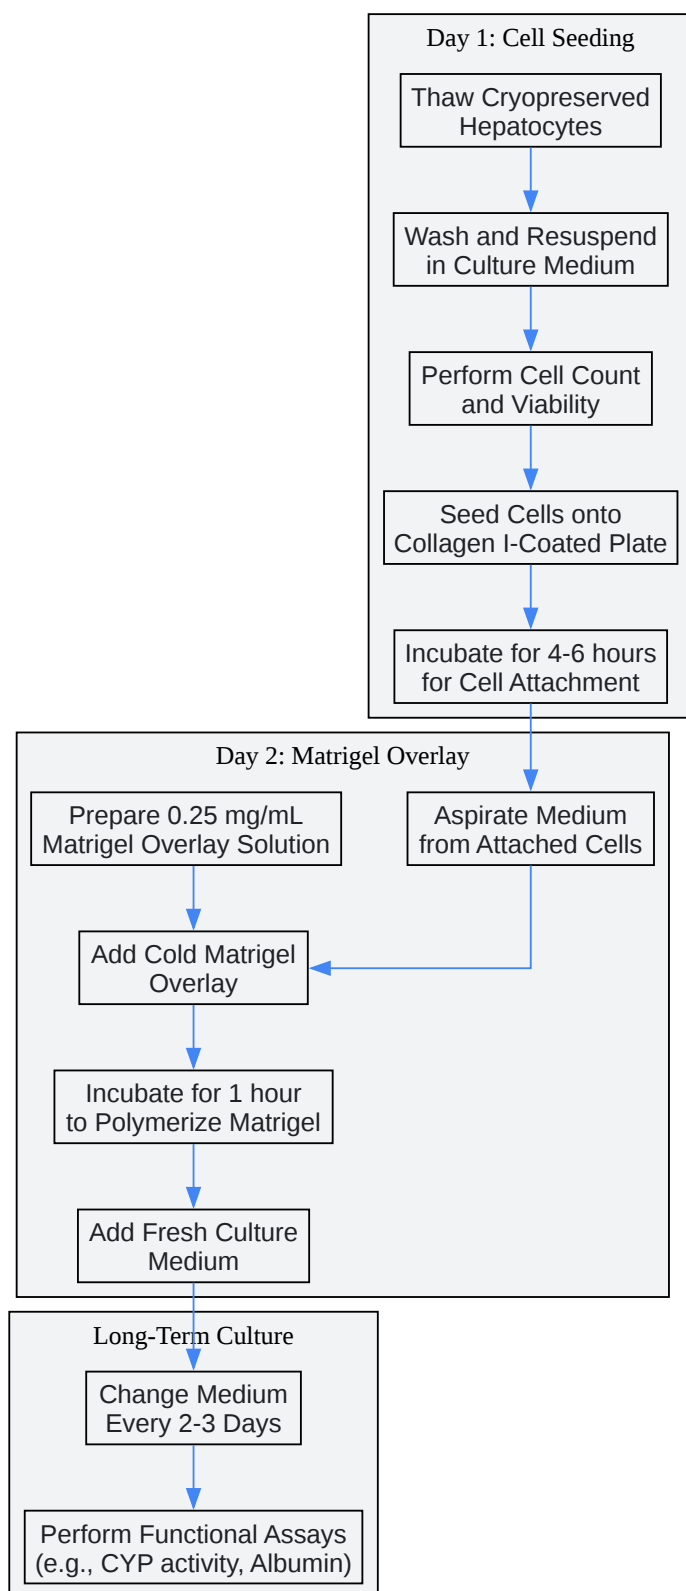 Day 1: Cell Seeding
Thaw Cryopreserved
Hepatocytes
Wash and Resuspend
in Culture Medium
Perform Cell Count
and Viability
Seed Cells onto
Collagen I-Coated Plate
Incubate for 4-6 hours
for Cell Attachment
Day 2: Matrigel Overlay
Prepare 0.25 mg/mL
Matrigel Overlay Solution
Aspirate Medium
from Attached Cells
Add Cold Matrigel
Overlay
Incubate for 1 hour
to Polymerize Matrigel
Add Fresh Culture
Medium
Long-Term Culture
Change Medium
Every 2-3 Days
Perform Functional Assays
(e.g., CYP activity, Albumin)